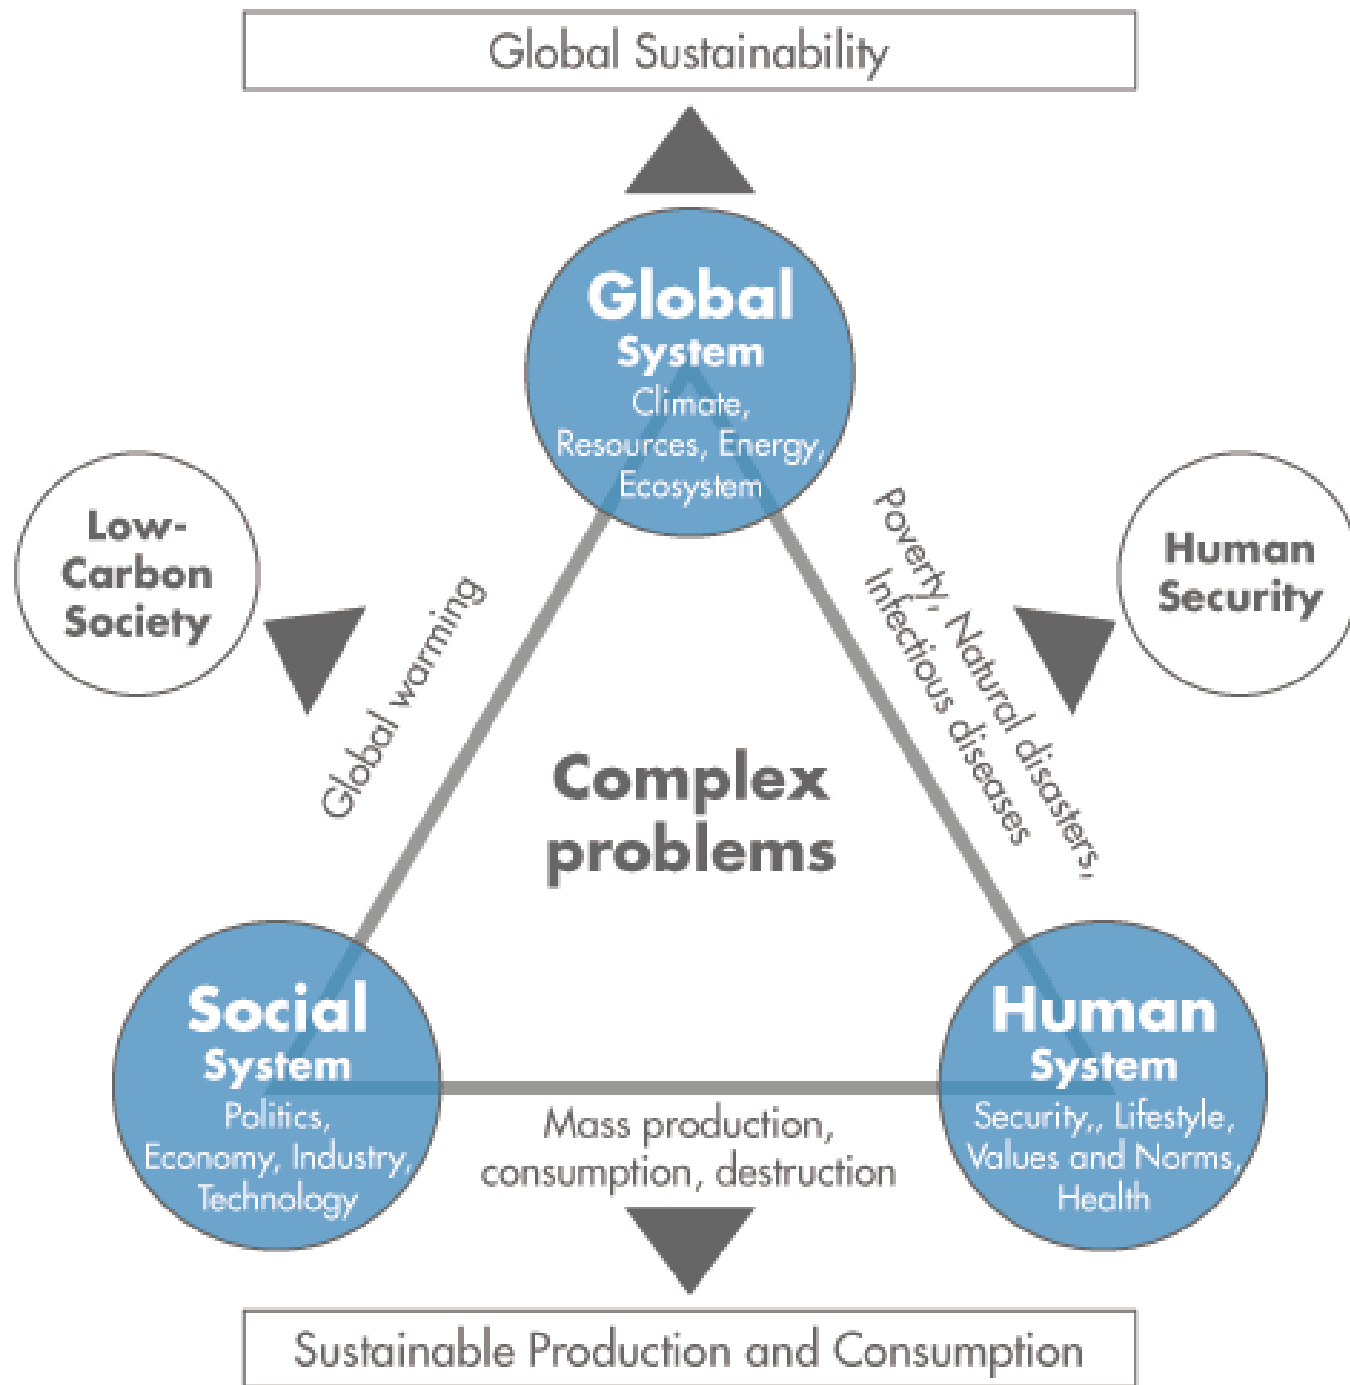 Global Sustainability
Global
System
Climate,
Resources, Energy,
Ecosystem
Low-
Carbon
Society
Human
Security
Global warming
Poverty, Natural disasters,
Infectious diseases
Complex
problems
Social
System
Politics,
Economy, Industry,
Technology
Human
System
Security,, Lifestyle,
Values and Norms,
Health
Mass production,
consumption, destruction
Sustainable Production and Consumption